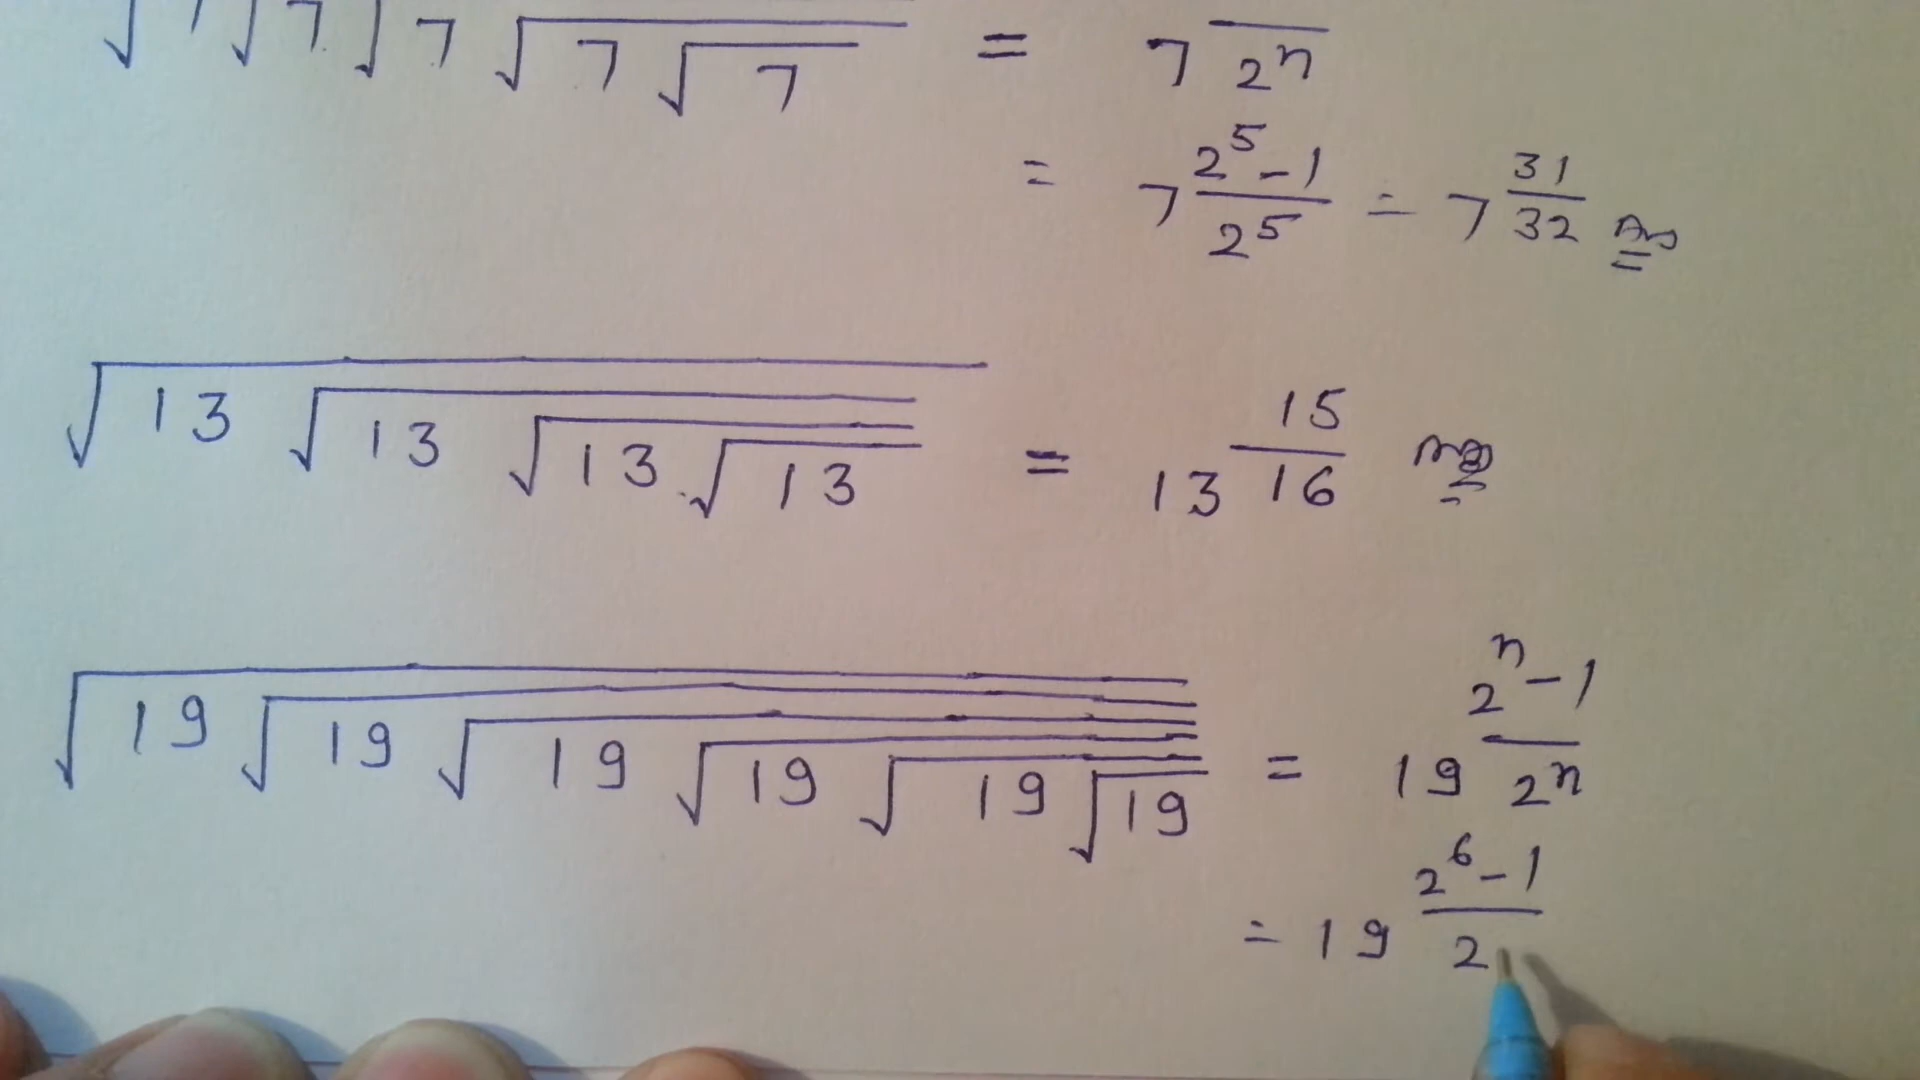 √7√7√7√7√7 = 7 2^n
= 7 (2^5 - 1)/(2^5) = 7 31/32 Ans
√13√13√13√13 = 13 15/16 Ans
√19√19√19√19√19√19 = 19 (2^n - 1)/(2^n)
= 19 (2^6 - 1)/2